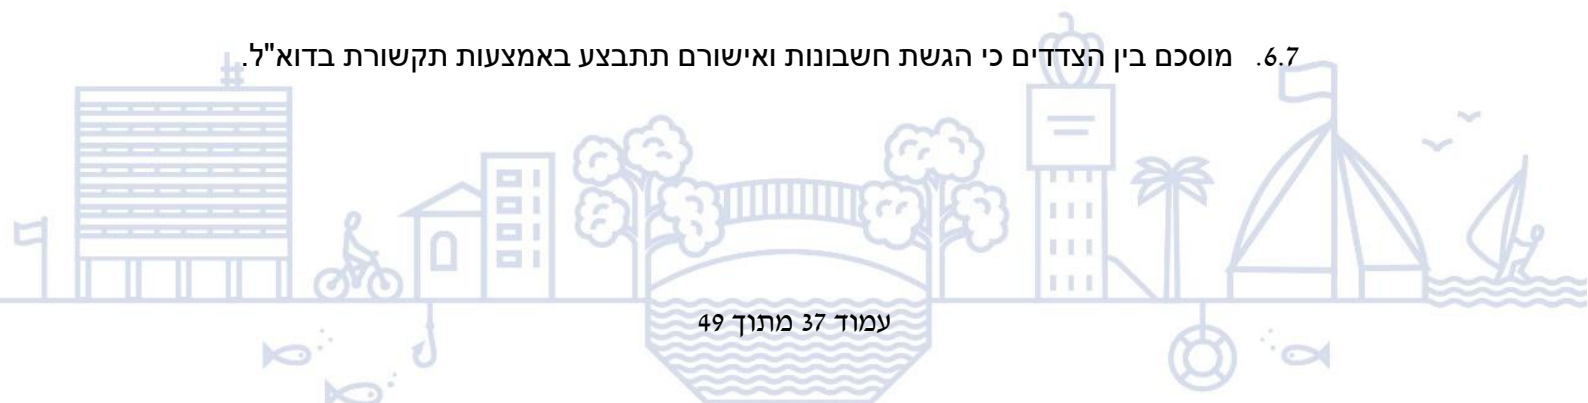 6.7. מוסכם בין הצדדים כי הגשת חשבונות ואישורם תתבצע באמצעות תקשורת בדוא"ל.
עמוד 37 מתוך 49